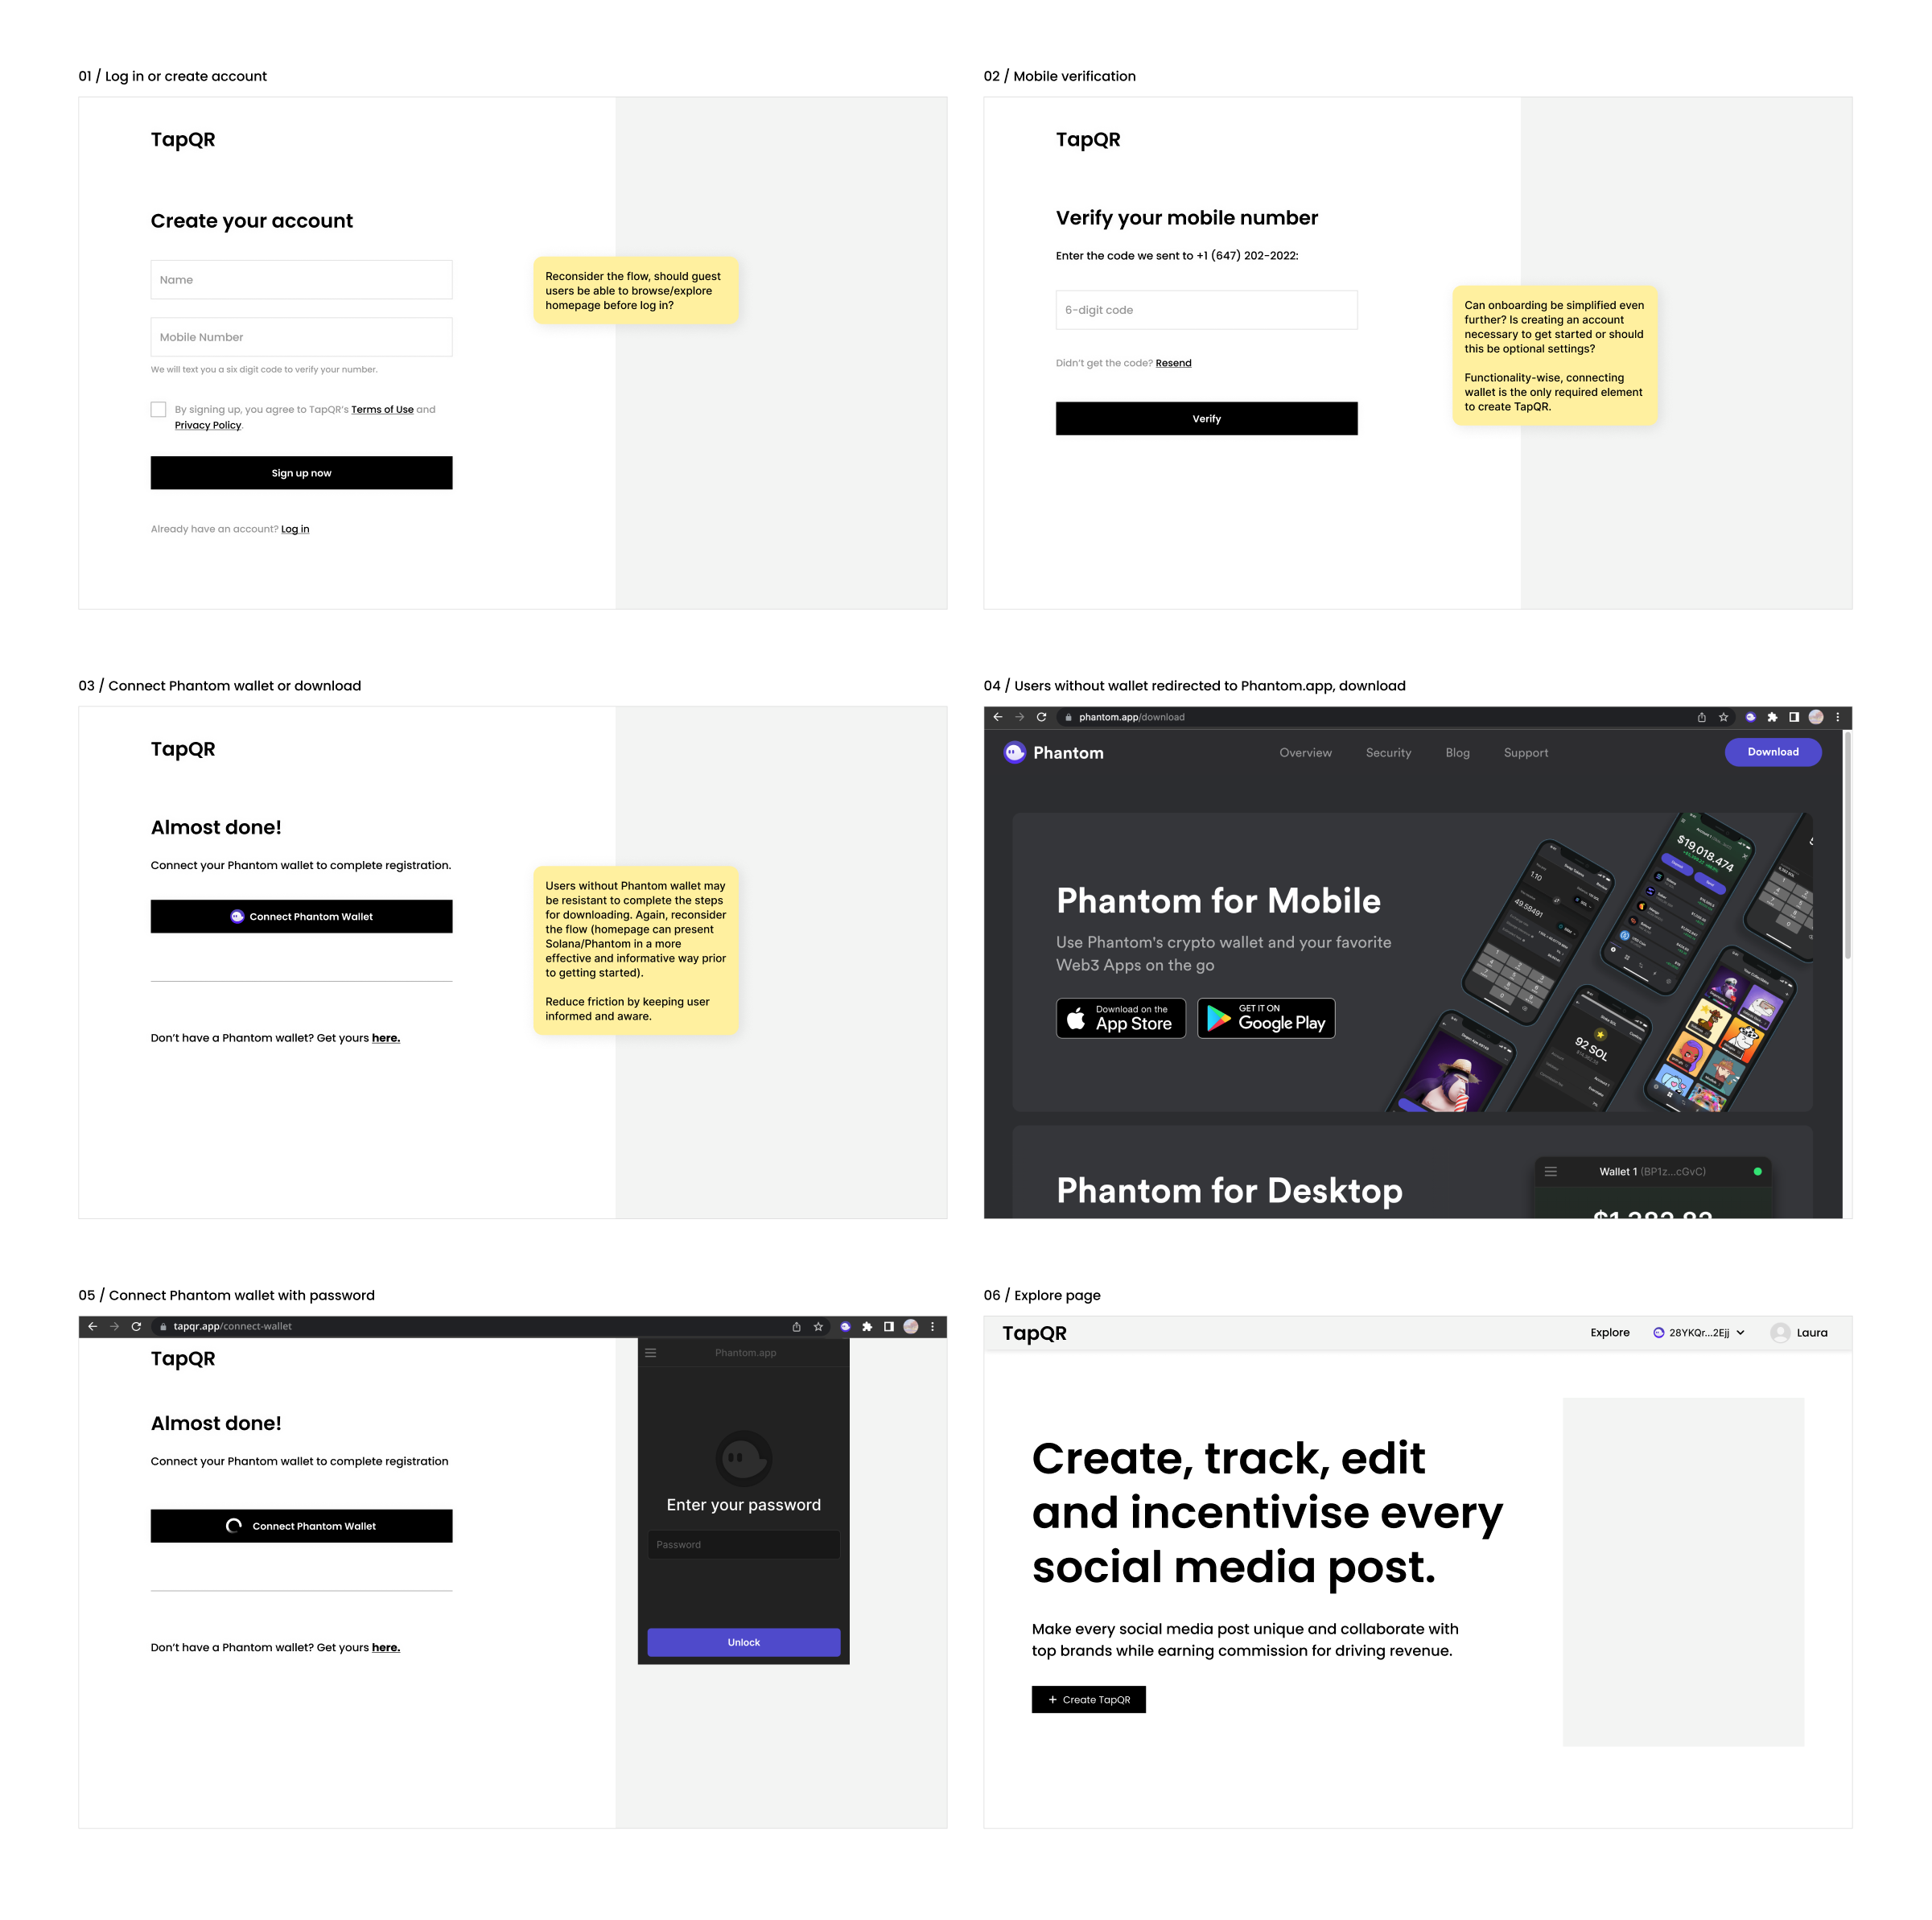 01 / Log in or create account
TapQR
Create your account
Name
Mobile Number
We will text you a six digit code to verify your number.
By signing up, you agree to TapQR's Terms of Use and
Privacy Policy.
Sign up now
Already have an account? Log in
Reconsider the flow, should guest
users be able to browse/explore
homepage before log in?
02 / Mobile verification
TapQR
Verify your mobile number
Enter the code we sent to +1 (647) 202-2022:
6-digit code
Didn't get the code? Resend
Verify
Can onboarding be simplified even
further? Is creating an account
necessary to get started or should
this be optional settings?
Functionality-wise, connecting
wallet is the only required element
to create TapQR.
03 / Connect Phantom wallet or download
TapQR
Almost done!
Connect your Phantom wallet to complete registration.
Connect Phantom Wallet
Don't have a Phantom wallet? Get yours here.
Users without Phantom wallet may
be resistant to complete the steps
for downloading. Again, reconsider
the flow (homepage can present
Solana/Phantom in a more
effective and informative way prior
to getting started).
Reduce friction by keeping user
informed and aware.
04 / Users without wallet redirected to Phantom.app, download
phantom.app/download
Phantom
Overview
Security
Blog
Support
Download
Phantom for Mobile
Use Phantom's crypto wallet and your favorite
Web3 Apps on the go
Download on the
App Store
GET IT ON
Google Play
$19,018.474
1.10
49.58491
92 SOL
Phantom for Desktop
Wallet 1 (BP1z...cGvC)
05 / Connect Phantom wallet with password
tapqr.app/connect-wallet
TapQR
Almost done!
Connect your Phantom wallet to complete registration
Connect Phantom Wallet
Don't have a Phantom wallet? Get yours here.
Phantom.app
Enter your password
Password
Unlock
06 / Explore page
TapQR
Explore
28YKQr...2Ejj
Laura
Create, track, edit
and incentivise every
social media post.
Make every social media post unique and collaborate with
top brands while earning commission for driving revenue.
+ Create TapQR